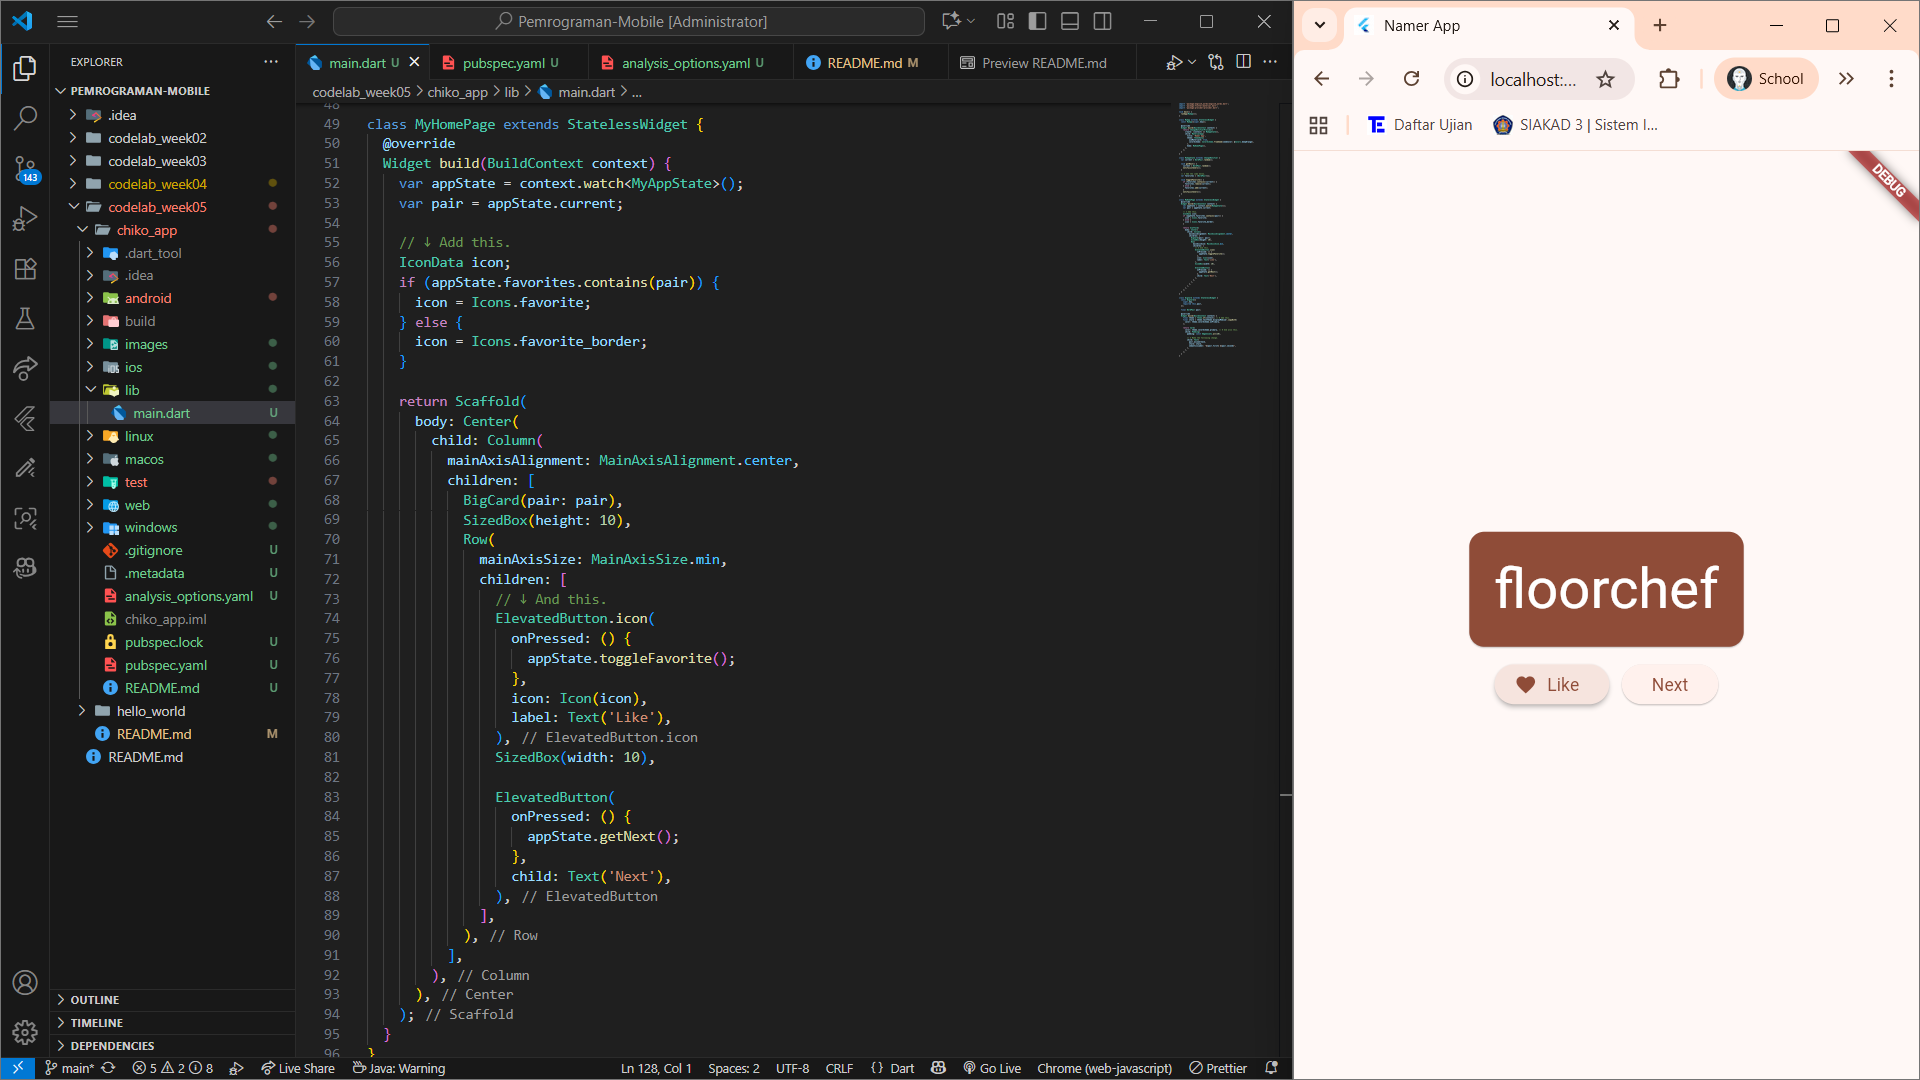 Pemrograman-Mobile [Administrator]
EXPLORER
PEMROGRAMAN-MOBILE
.idea
codelab_week02
codelab_week03
codelab_week04
codelab_week05
chiko_app
.dart_tool
.idea
android
build
images
ios
lib
main.dart U
linux
macos
test
web
windows
.gitignore U
.metadata U
analysis_options.yaml U
chiko_app.iml
pubspec.lock U
pubspec.yaml U
README.md U
hello_world
README.md M
README.md
OUTLINE
TIMELINE
DEPENDENCIES
143
main.dart U
pubspec.yaml U
analysis_options.yaml U
README.md M
Preview README.md
codelab_week05 > chiko_app > lib > main.dart > ...
48
49 class MyHomePage extends StatelessWidget {
50 @override
51 Widget build(BuildContext context) {
52 var appState = context.watch<MyAppState>();
53 var pair = appState.current;
54
55 // ↓ Add this.
56 IconData icon;
57 if (appState.favorites.contains(pair)) {
58 icon = Icons.favorite;
59 } else {
60 icon = Icons.favorite_border;
61 }
62
63 return Scaffold(
64 body: Center(
65 child: Column(
66 mainAxisAlignment: MainAxisAlignment.center,
67 children: [
68 BigCard(pair: pair),
69 SizedBox(height: 10),
70 Row(
71 mainAxisSize: MainAxisSize.min,
72 children: [
73 // ↓ And this.
74 ElevatedButton.icon(
75 onPressed: () {
76 appState.toggleFavorite();
77 },
78 icon: Icon(icon),
79 label: Text('Like'),
80 ), // ElevatedButton.icon
81 SizedBox(width: 10),
82
83 ElevatedButton(
84 onPressed: () {
85 appState.getNext();
86 },
87 child: Text('Next'),
88 ), // ElevatedButton
89 ],
90 ), // Row
91 ],
92 ), // Column
93 ), // Center
94 ); // Scaffold
95 }
96 }
main* 5 2 8 Live Share Java: Warning Ln 128, Col 1 Spaces: 2 UTF-8 CRLF {} Dart Go Live Chrome (web-javascript) Prettier
Namer App
localhost:...
School
Daftar Ujian
SIAKAD 3 | Sistem I...
DEBUG
floorchef
Like
Next